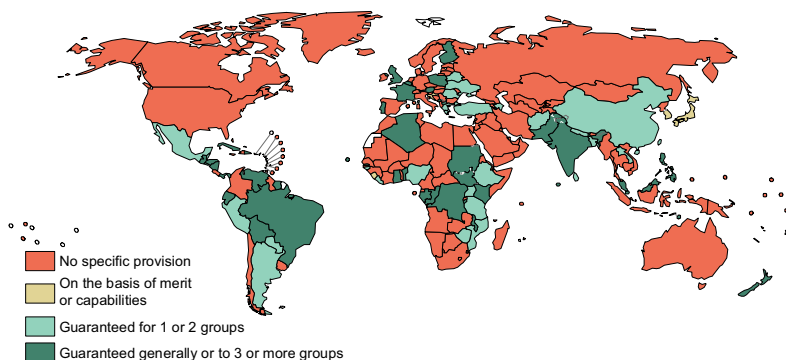 No specific provision
On the basis of merit
or capabilities
Guaranteed for 1 or 2 groups
Guaranteed generally or to 3 or more groups